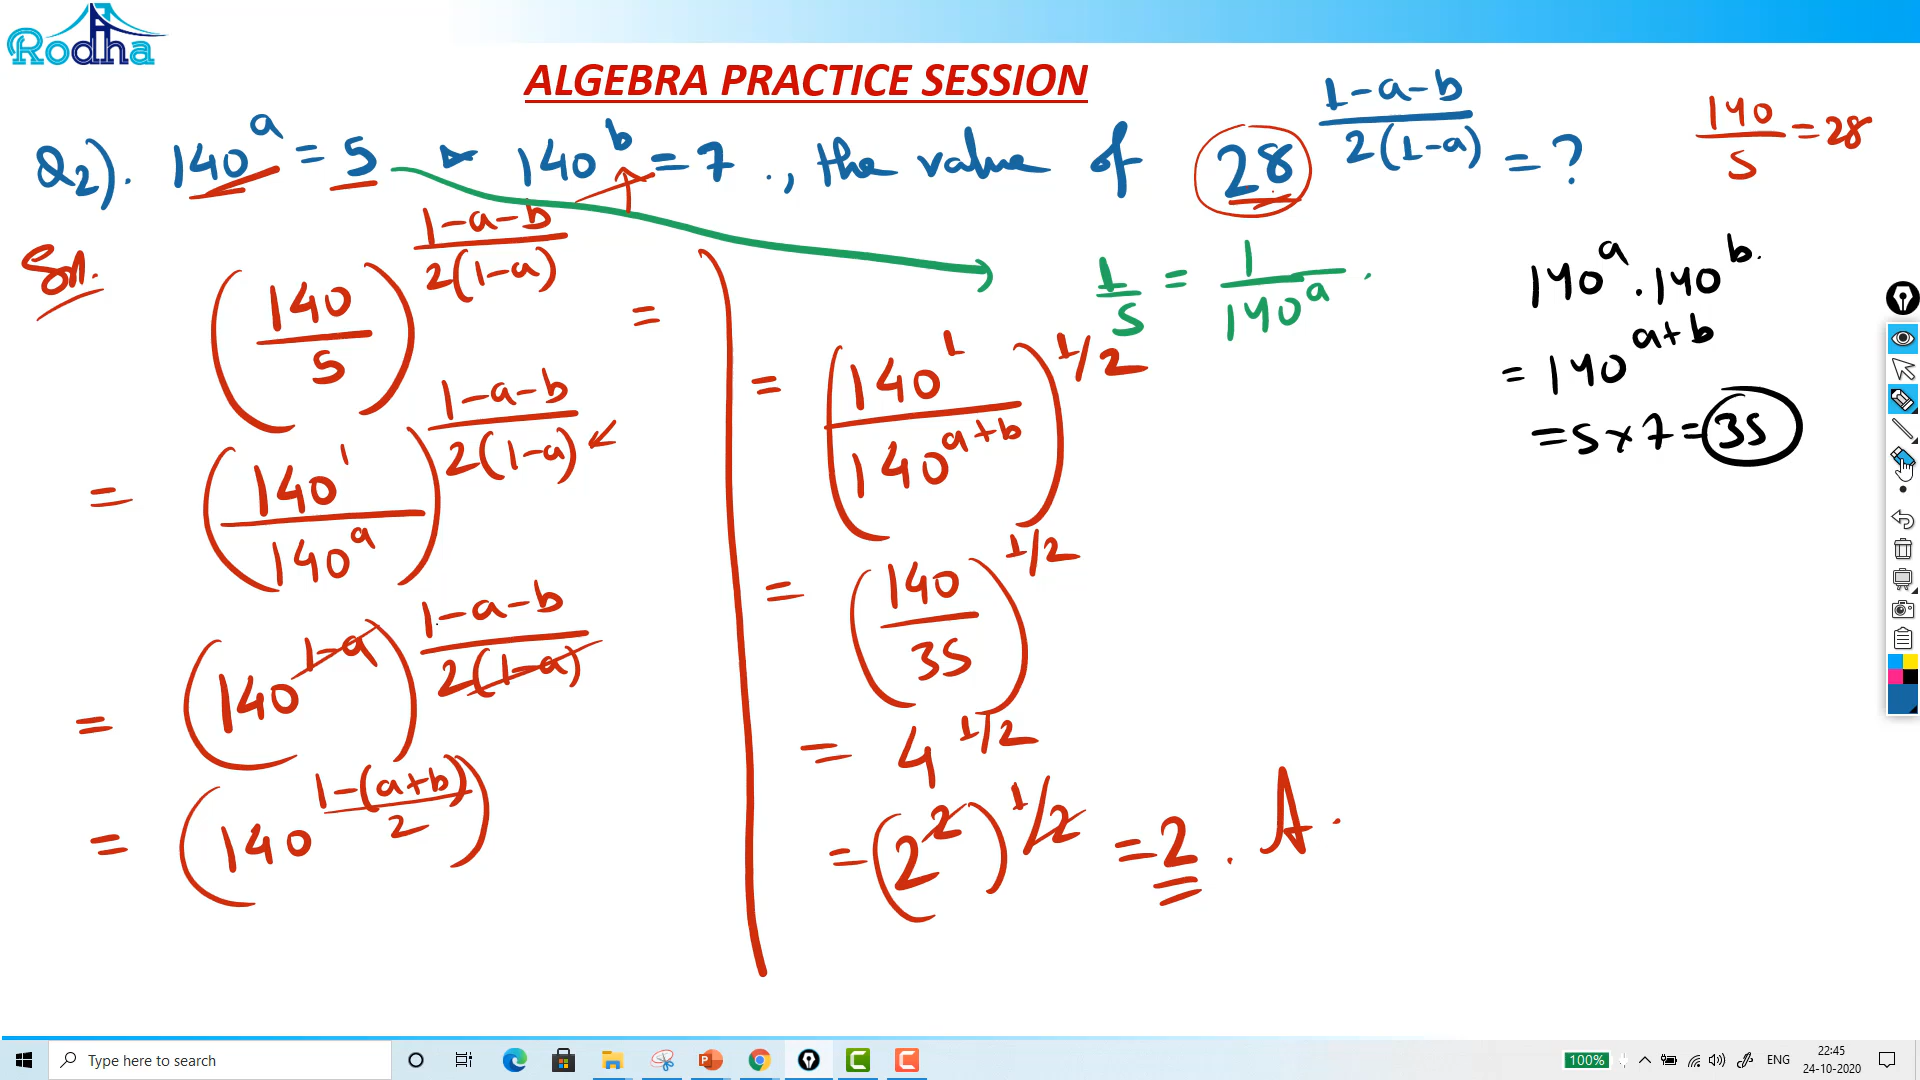 Rodha
ALGEBRA PRACTICE SESSION
Q2). 140^a = 5 & 140^b = 7 ., the value of 28^((1-a-b)/(2(1-a))) = ?
140/5 = 28
Sn.
(140/5)^((1-a-b)/(2(1-a))) =
= (140^1/140^a)^((1-a-b)/(2(1-a)))
= (140^(1-a))^((1-a-b)/(2(1-a)))
= (140^((1-(a+b))/2))
1/5 = 1/140^a .
= (140^1/140^(a+b))^(1/2)
= (140/35)^(1/2)
= 4^(1/2)
= (2^2)^(1/2) = 2 . A .
140^a . 140^b.
= 140^(a+b)
= 5 x 7 = 35
Type here to search
100%
ENG
22:45
24-10-2020